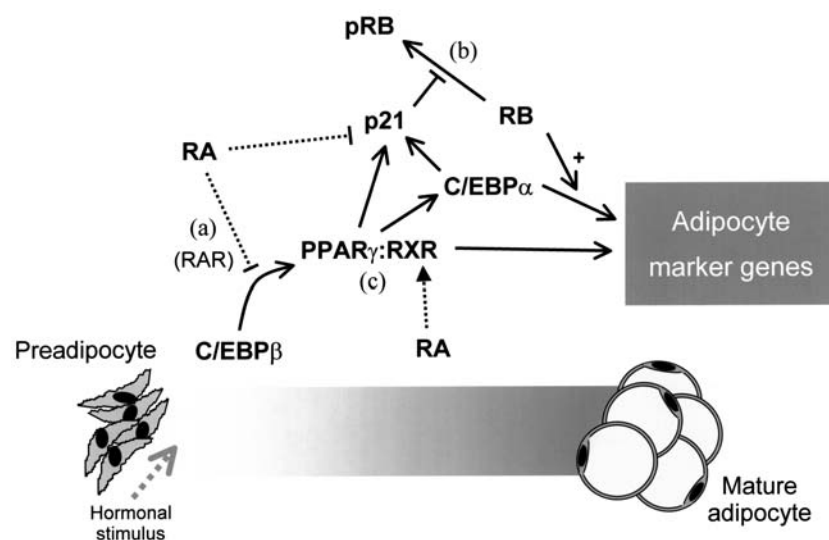 pRB
(b)
p21
RB
RA
+
C/EBPα
(a)
(RAR)
PPARγ:RXR
(c)
Adipocyte
marker genes
C/EBPβ
RA
Preadipocyte
Hormonal
stimulus
Mature
adipocyte